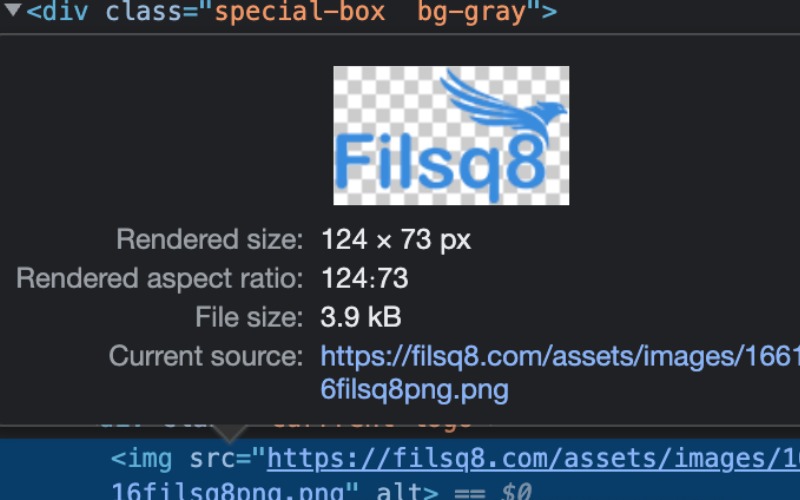 ▼<div class="special-box  bg-gray">
Filsq8
Rendered size: 124 × 73 px
Rendered aspect ratio: 124:73
File size: 3.9 kB
Current source: https://filsq8.com/assets/images/1661
6filsq8png.png
<img src="https://filsq8.com/assets/images/1
16filsq8png.png" alt> == $0